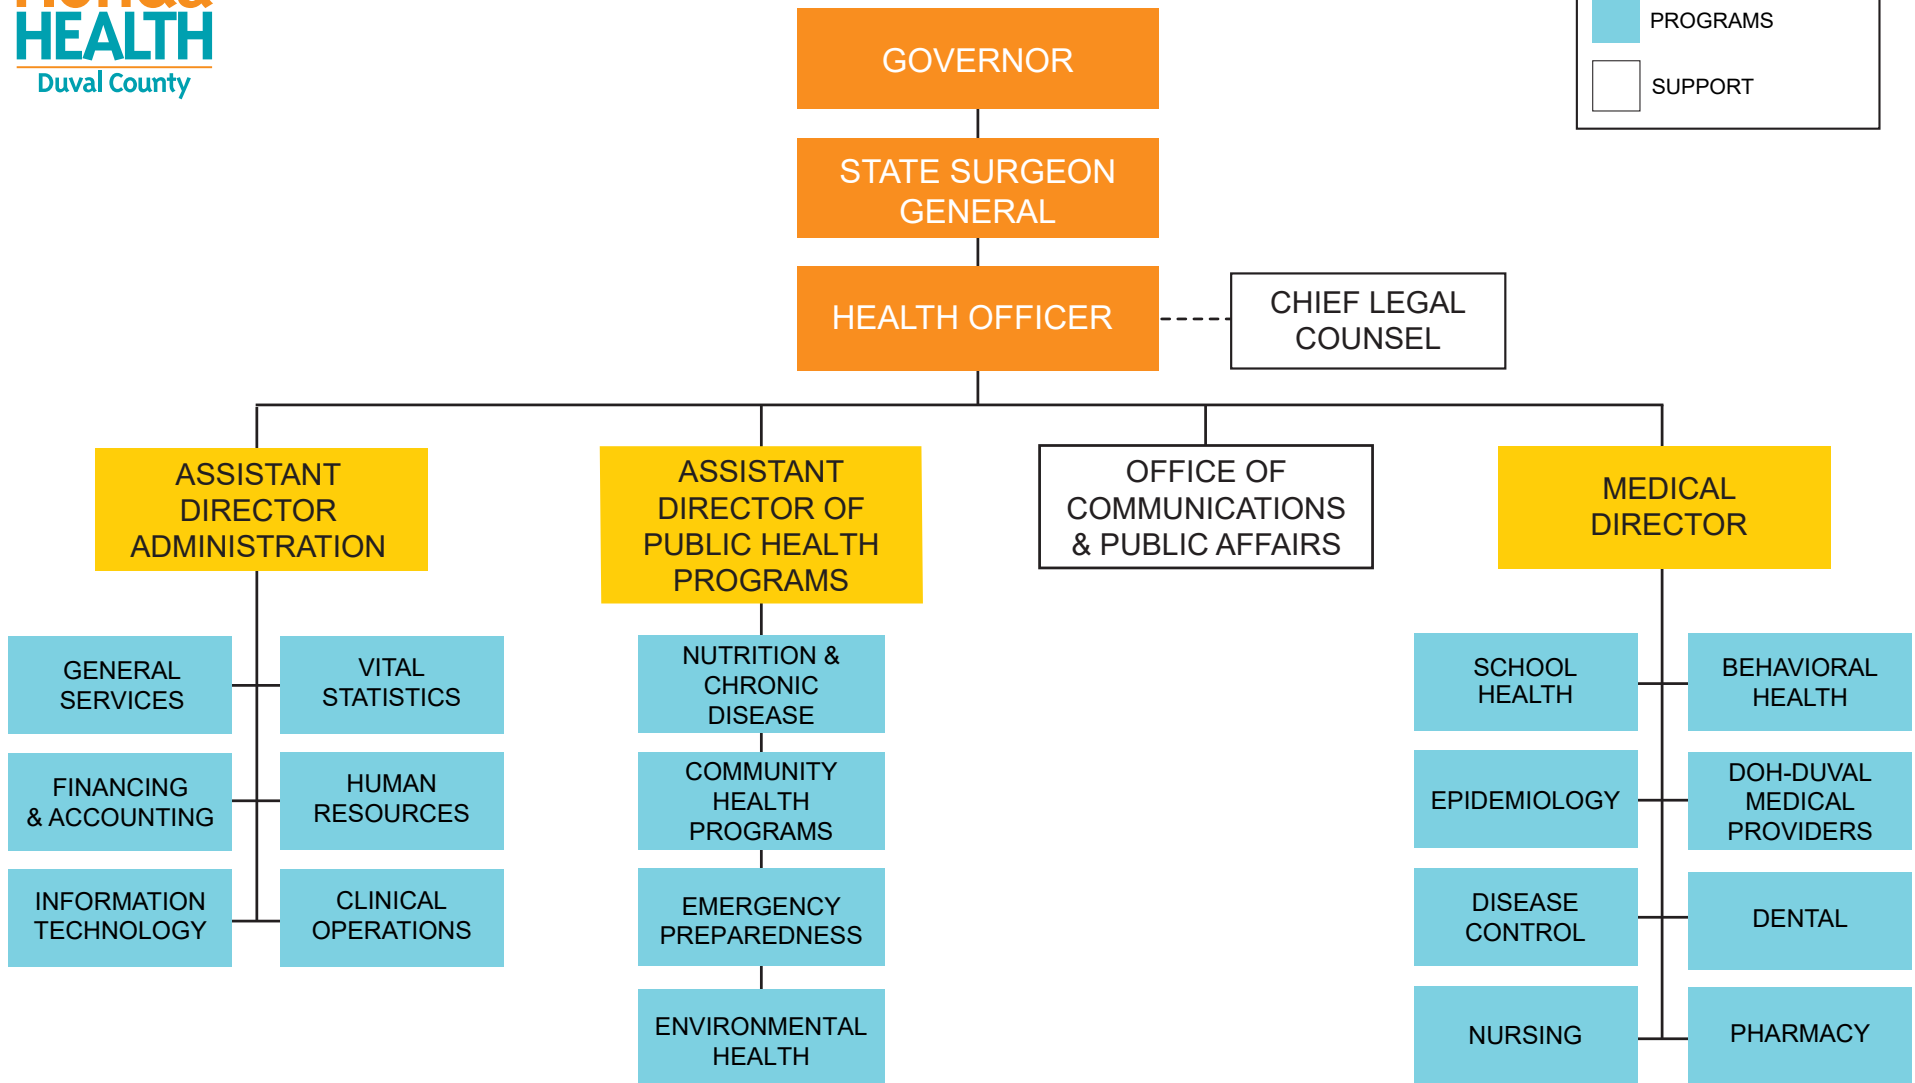 HEALTH
Duval County
PROGRAMS
SUPPORT
GOVERNOR
STATE SURGEON
GENERAL
HEALTH OFFICER
CHIEF LEGAL
COUNSEL
ASSISTANT
DIRECTOR
ADMINISTRATION
ASSISTANT
DIRECTOR OF
PUBLIC HEALTH
PROGRAMS
OFFICE OF
COMMUNICATIONS
& PUBLIC AFFAIRS
MEDICAL
DIRECTOR
GENERAL
SERVICES
VITAL
STATISTICS
FINANCING
& ACCOUNTING
HUMAN
RESOURCES
INFORMATION
TECHNOLOGY
CLINICAL
OPERATIONS
NUTRITION &
CHRONIC
DISEASE
COMMUNITY
HEALTH
PROGRAMS
EMERGENCY
PREPAREDNESS
ENVIRONMENTAL
HEALTH
SCHOOL
HEALTH
BEHAVIORAL
HEALTH
EPIDEMIOLOGY
DOH-DUVAL
MEDICAL
PROVIDERS
DISEASE
CONTROL
DENTAL
NURSING
PHARMACY